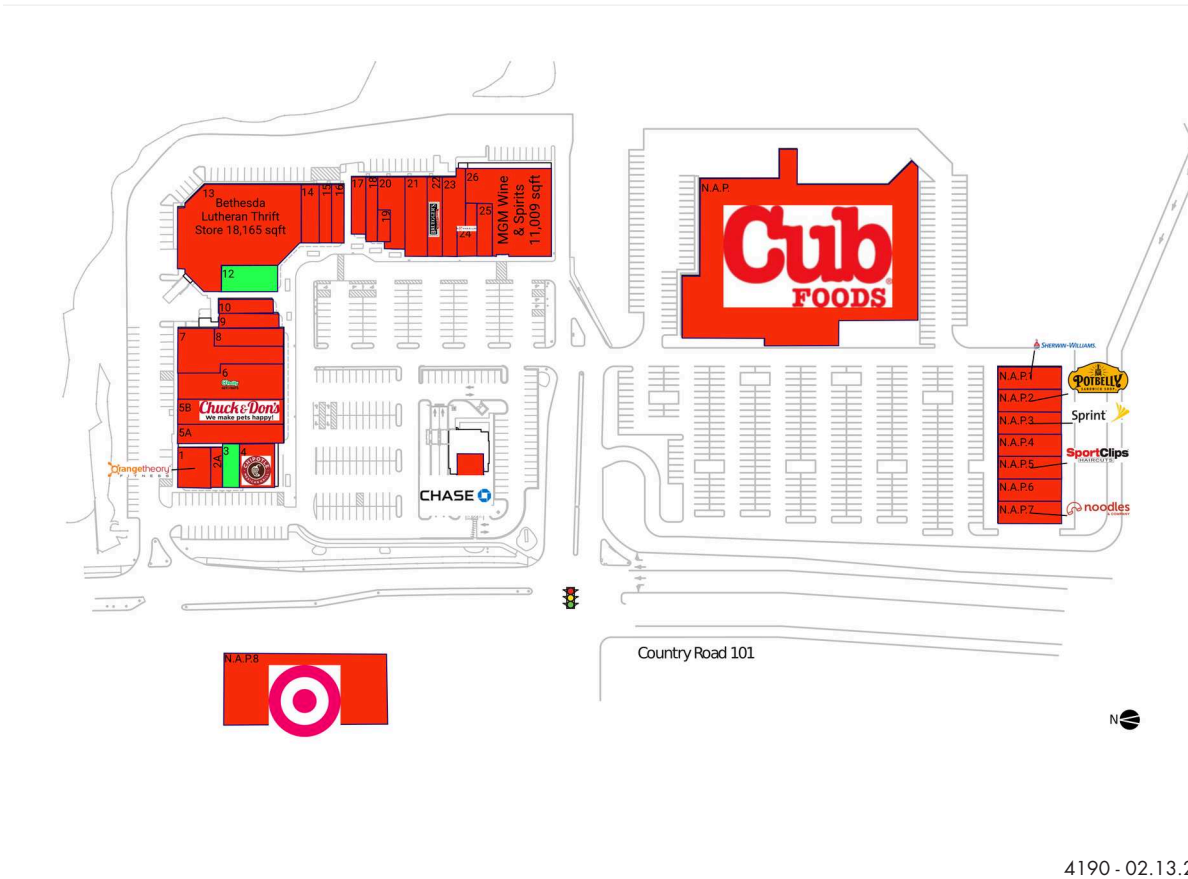 13
Bethesda
Lutheran Thrift
Store 18,165 sqft
14
15
16
17
18
20
19
21
22
23
26
25
24
MGM Wine
& Spirits
11,009 sqft
12
10
9
7
8
6
5B
Chuck & Don's
We make pets happy!
5A
1
2A
3
4
CHIPOTLE
Orangetheory
FITNESS
CHASE
N.A.P.
Cub
FOODS
SHERWIN-WILLIAMS.
N.A.P.1
N.A.P.2
POTBELLY
SANDWICH SHOP
N.A.P.3
Sprint
N.A.P.4
N.A.P.5
SportClips
HAIRCUTS
N.A.P.6
N.A.P.7
noodles
& COMPANY
Country Road 101
N.A.P.8
N
4190 - 02.13.2